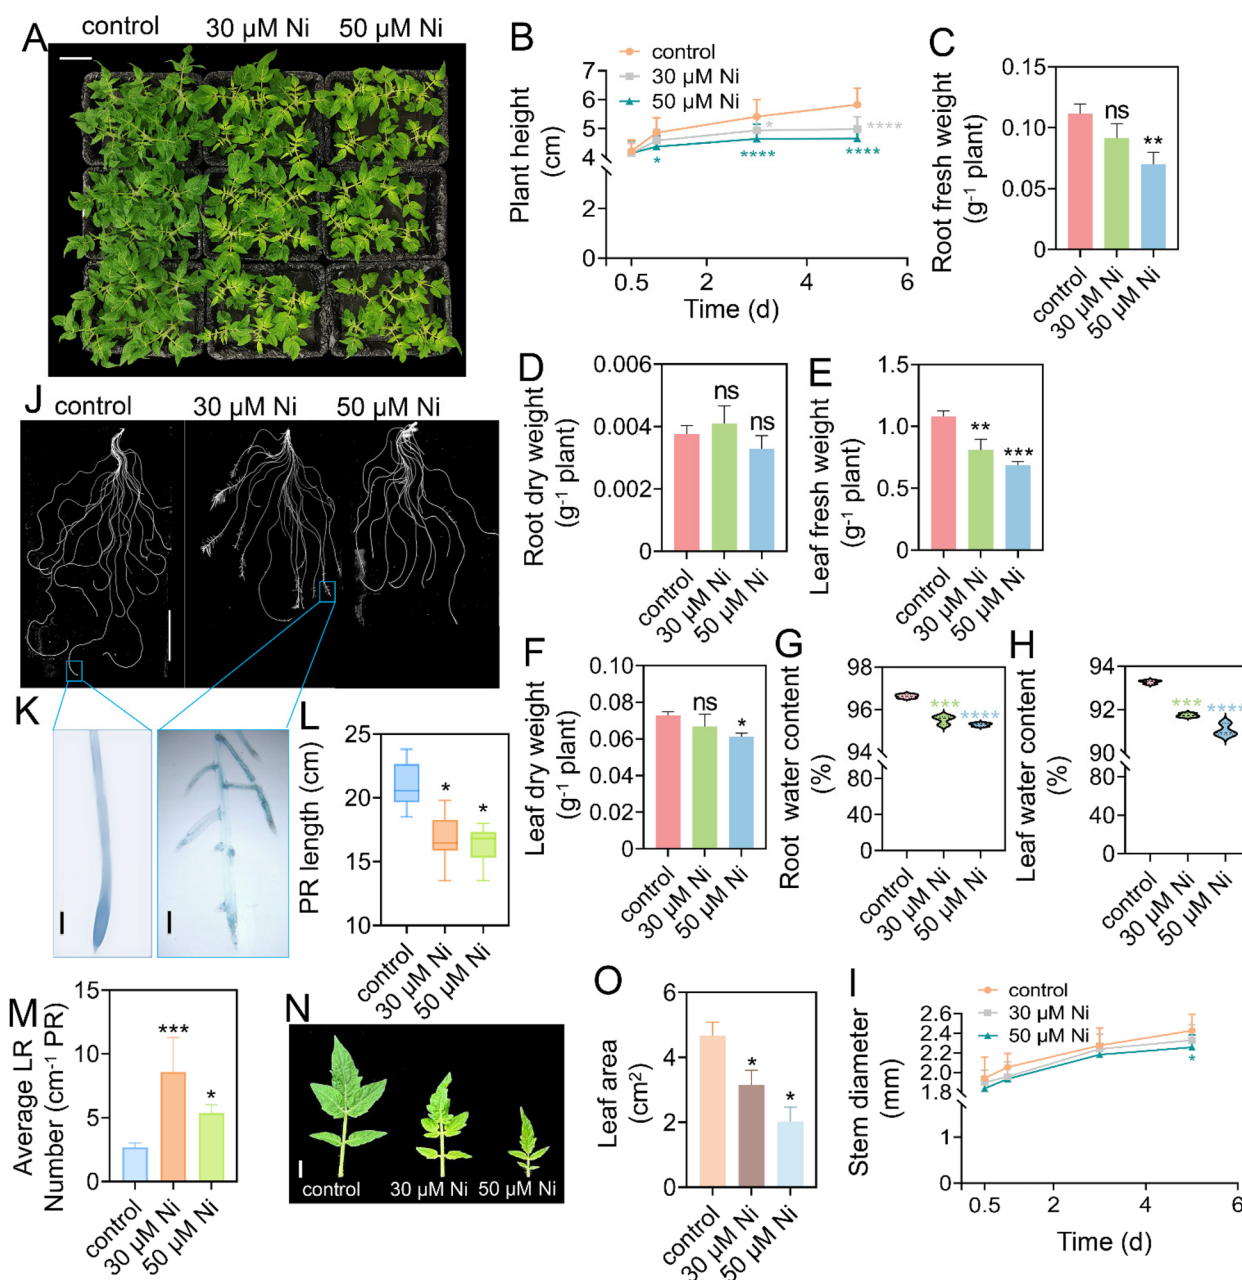 A
control
30 µM Ni
50 µM Ni
B
control
30 µM Ni
50 µM Ni
Plant height
(cm)
7
6
5
4
2
0
*
****
****
*
****
0.5
2
4
6
Time (d)
C
Root fresh weight
(g⁻¹ plant)
0.15
0.10
0.05
0
ns
**
control
30 µM Ni
50 µM Ni
D
Root dry weight
(g⁻¹ plant)
0.006
0.004
0.002
0
ns
ns
control
30 µM Ni
50 µM Ni
E
Leaf fresh weight
(g⁻¹ plant)
1.5
1.0
0.5
0
**
***
control
30 µM Ni
50 µM Ni
J
control
30 µM Ni
50 µM Ni
F
Leaf dry weight
(g⁻¹ plant)
0.10
0.08
0.06
0.04
0.02
0
ns
*
control
30 µM Ni
50 µM Ni
G
Root water content
(%)
98
96
94
80
40
0
***
****
control
30 µM Ni
50 µM Ni
H
Leaf water content
(%)
94
92
90
80
40
0
***
****
control
30 µM Ni
50 µM Ni
K
L
PR length (cm)
25
20
15
10
*
*
control
30 µM Ni
50 µM Ni
M
Average LR
Number (cm⁻¹ PR)
15
10
5
0
***
*
control
30 µM Ni
50 µM Ni
N
control
30 µM Ni
50 µM Ni
O
Leaf area
(cm²)
6
4
2
0
*
*
control
30 µM Ni
50 µM Ni
I
control
30 µM Ni
50 µM Ni
Stem diameter
(mm)
2.6
2.4
2.2
2.0
1.8
1
0
*
0.5
2
4
6
Time (d)